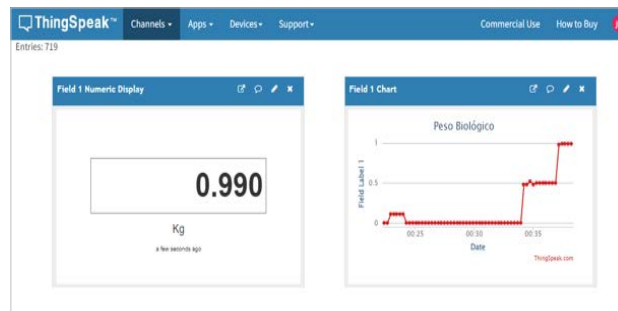 ThingSpeak™ Channels Apps Devices Support Commercial Use How to Buy
Entries: 719
Field 1 Numeric Display
0.990
Kg
a few seconds ago
Field 1 Chart
Peso Biológico
Field Label 1
1
0.5
0
00:25 00:30 00:35
Date
ThingSpeak.com